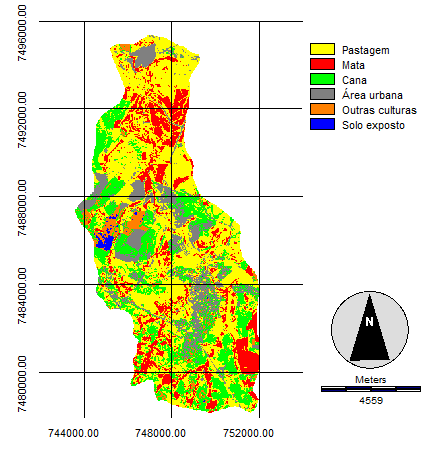 7496000.00
7492000.00
7488000.00
7484000.00
7480000.00
744000.00
748000.00
752000.00
Pastagem
Mata
Cana
Área urbana
Outras culturas
Solo exposto
N
Meters
4559